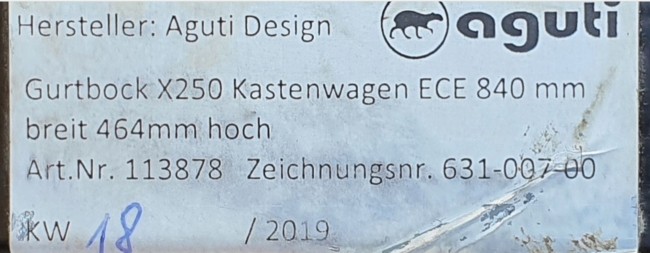 Hersteller: Aguti Design aguti
Gurtbock X250 Kastenwagen ECE 840 mm
breit 464mm hoch
Art.Nr. 113878 Zeichnungsnr. 631-007-00
KW 18 / 2019